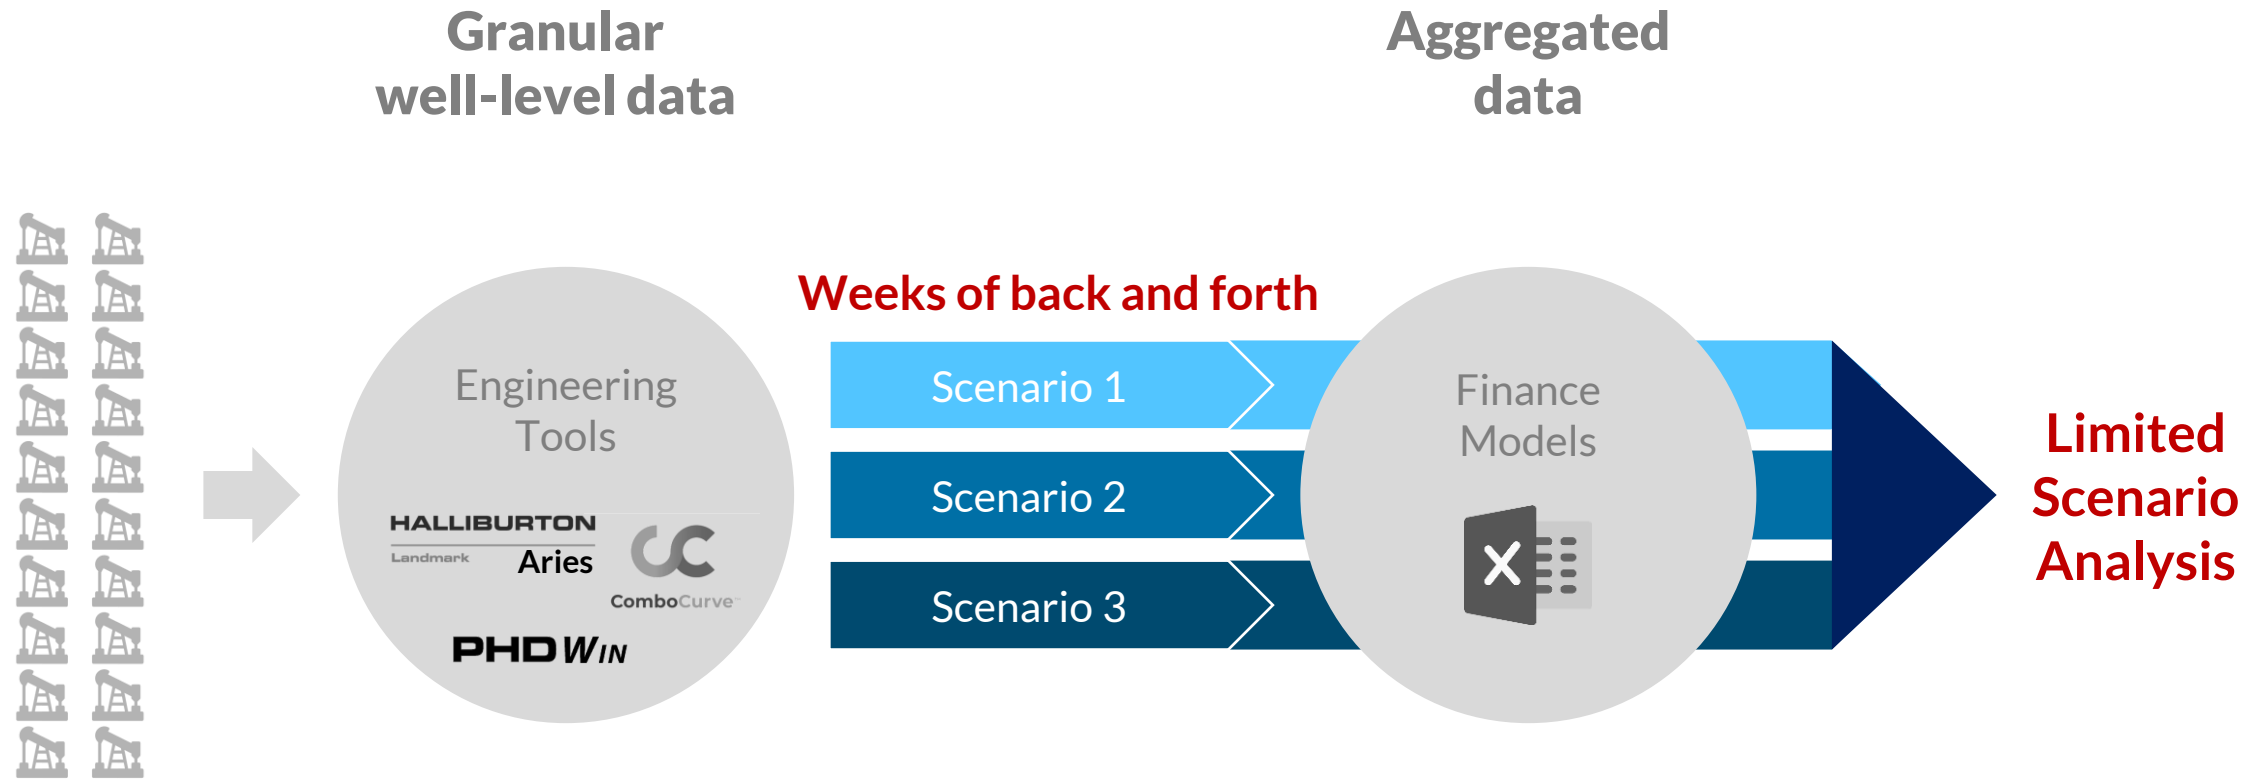 Granular
well-level data
Aggregated
data
Weeks of back and forth
Engineering
Tools
HALLIBURTON
Landmark
Aries
ComboCurve™
PHDWIN
Scenario 1
Scenario 2
Scenario 3
Finance
Models
X
Limited
Scenario
Analysis